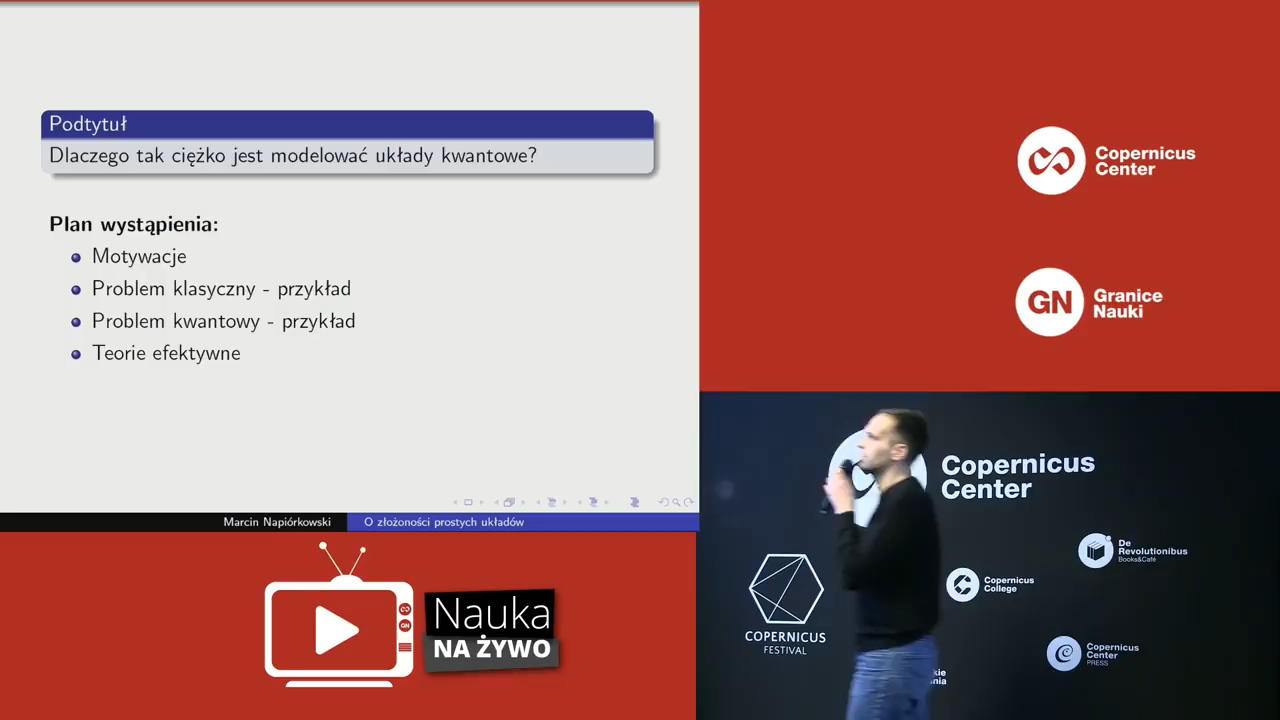 Podtytuł
Dlaczego tak ciężko jest modelować układy kwantowe?
Plan wystąpienia:
Motywacje
Problem klasyczny - przykład
Problem kwantowy - przykład
Teorie efektywne
Marcin Napiórkowski
O złożoności prostych układów
Nauka
NA ŻYWO
Copernicus
Center
GN
Granice
Nauki
Copernicus
Center
De
Revolutionibus
Books&Café
Copernicus
College
COPERNICUS
FESTIVAL
Copernicus
Center
PRESS